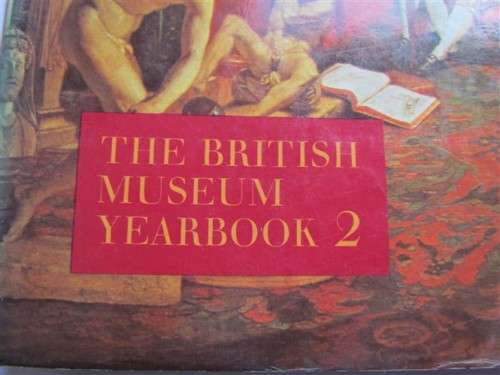 THE BRITISH
MUSEUM
YEARBOOK 2